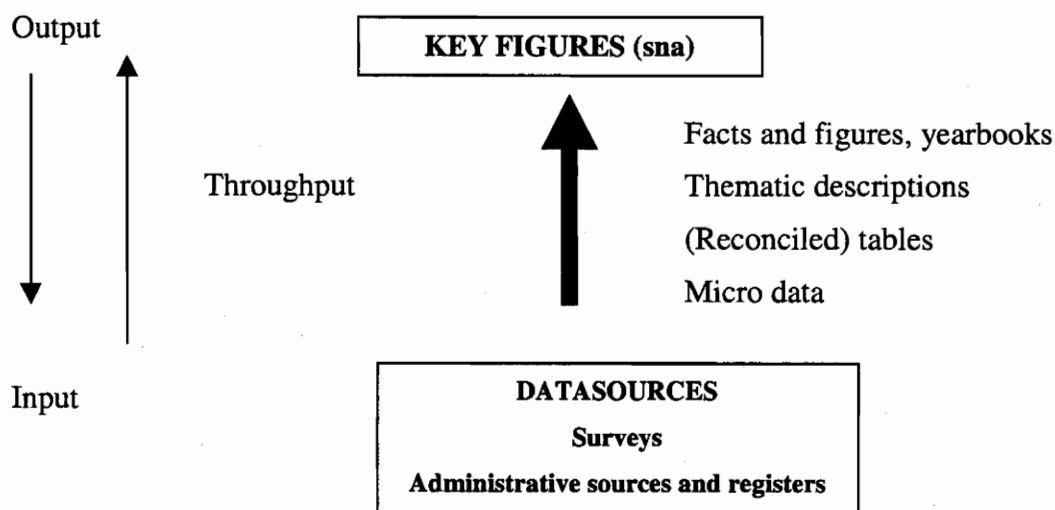 Output
KEY FIGURES (sna)
Facts and figures, yearbooks
Throughput
Thematic descriptions
(Reconciled) tables
Micro data
Input
DATASOURCES
Surveys
Administrative sources and registers